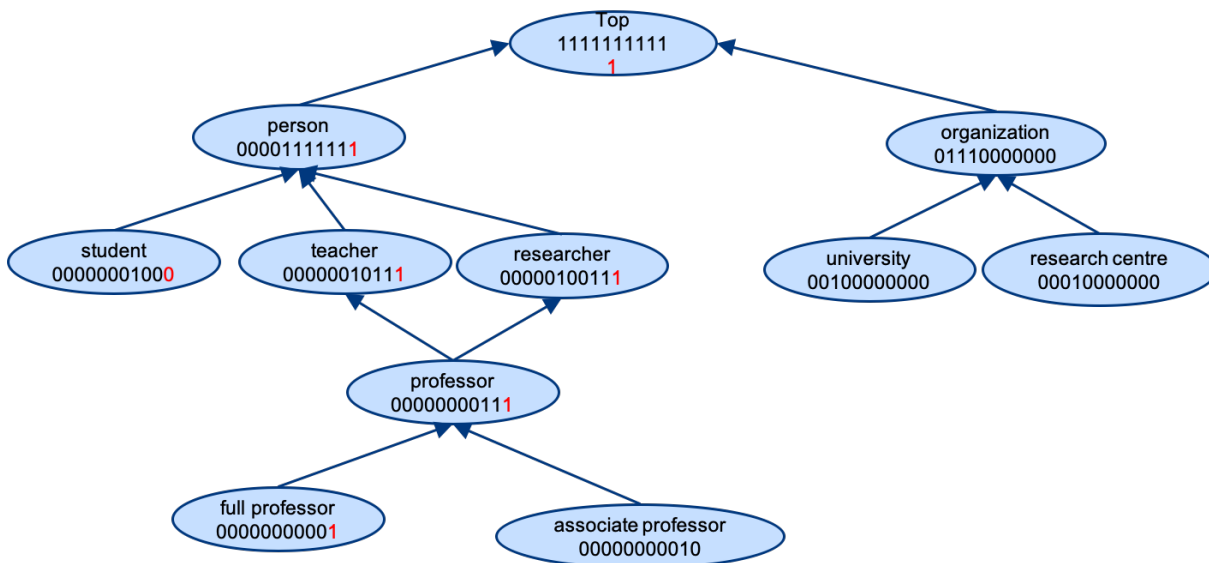 Top
1111111111
1
person
00001111111
organization
01110000000
student
00000001000
teacher
00000010111
researcher
00000100111
university
00100000000
research centre
00010000000
professor
00000000111
full professor
00000000001
associate professor
00000000010